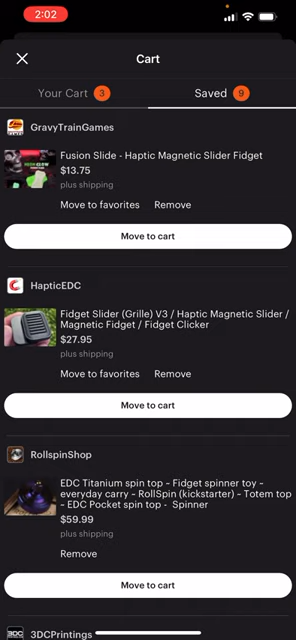 2:02
Cart
Your Cart 3
Saved 9
GravyTrainGames
Fusion Slide - Haptic Magnetic Slider Fidget
$13.75
plus shipping
Move to favorites Remove
Move to cart
HapticEDC
Fidget Slider (Grille) V3 / Haptic Magnetic Slider /
Magnetic Fidget / Fidget Clicker
$27.95
plus shipping
Move to favorites Remove
Move to cart
RollspinShop
EDC Titanium spin top - Fidget spinner toy -
everyday carry - RollSpin (kickstarter) - Totem top
- EDC Pocket spin top - Spinner
$59.99
plus shipping
Remove
Move to cart
3DCPrintings